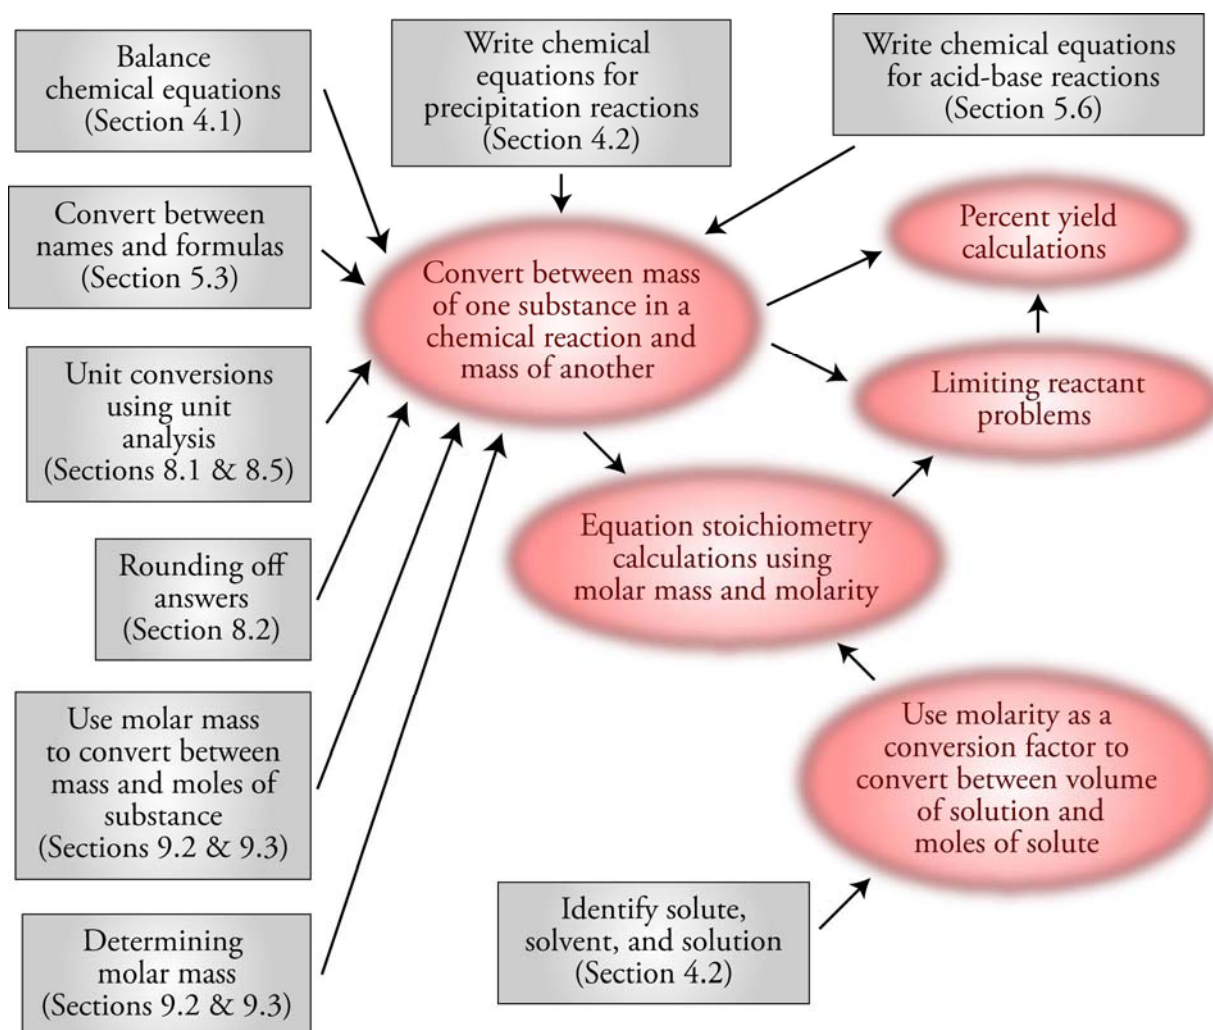 Balance
chemical equations
(Section 4.1)
Write chemical
equations for
precipitation reactions
(Section 4.2)
Write chemical equations
for acid-base reactions
(Section 5.6)
Convert between
names and formulas
(Section 5.3)
Convert between mass
of one substance in a
chemical reaction and
mass of another
Percent yield
calculations
Unit conversions
using unit
analysis
(Sections 8.1 & 8.5)
Limiting reactant
problems
Rounding off
answers
(Section 8.2)
Equation stoichiometry
calculations using
molar mass and molarity
Use molar mass
to convert between
mass and moles of
substance
(Sections 9.2 & 9.3)
Use molarity as a
conversion factor to
convert between volume
of solution and
moles of solute
Determining
molar mass
(Sections 9.2 & 9.3)
Identify solute,
solvent, and solution
(Section 4.2)